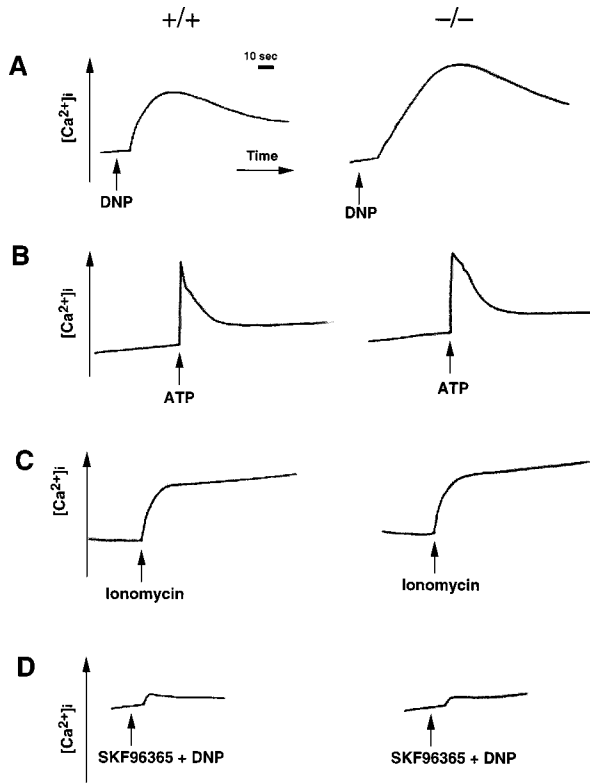 +/+ −/−
A 10 sec
[Ca2+]i
Time
DNP DNP
B
[Ca2+]i
ATP ATP
C
[Ca2+]i
Ionomycin Ionomycin
D
[Ca2+]i
SKF96365 + DNP SKF96365 + DNP